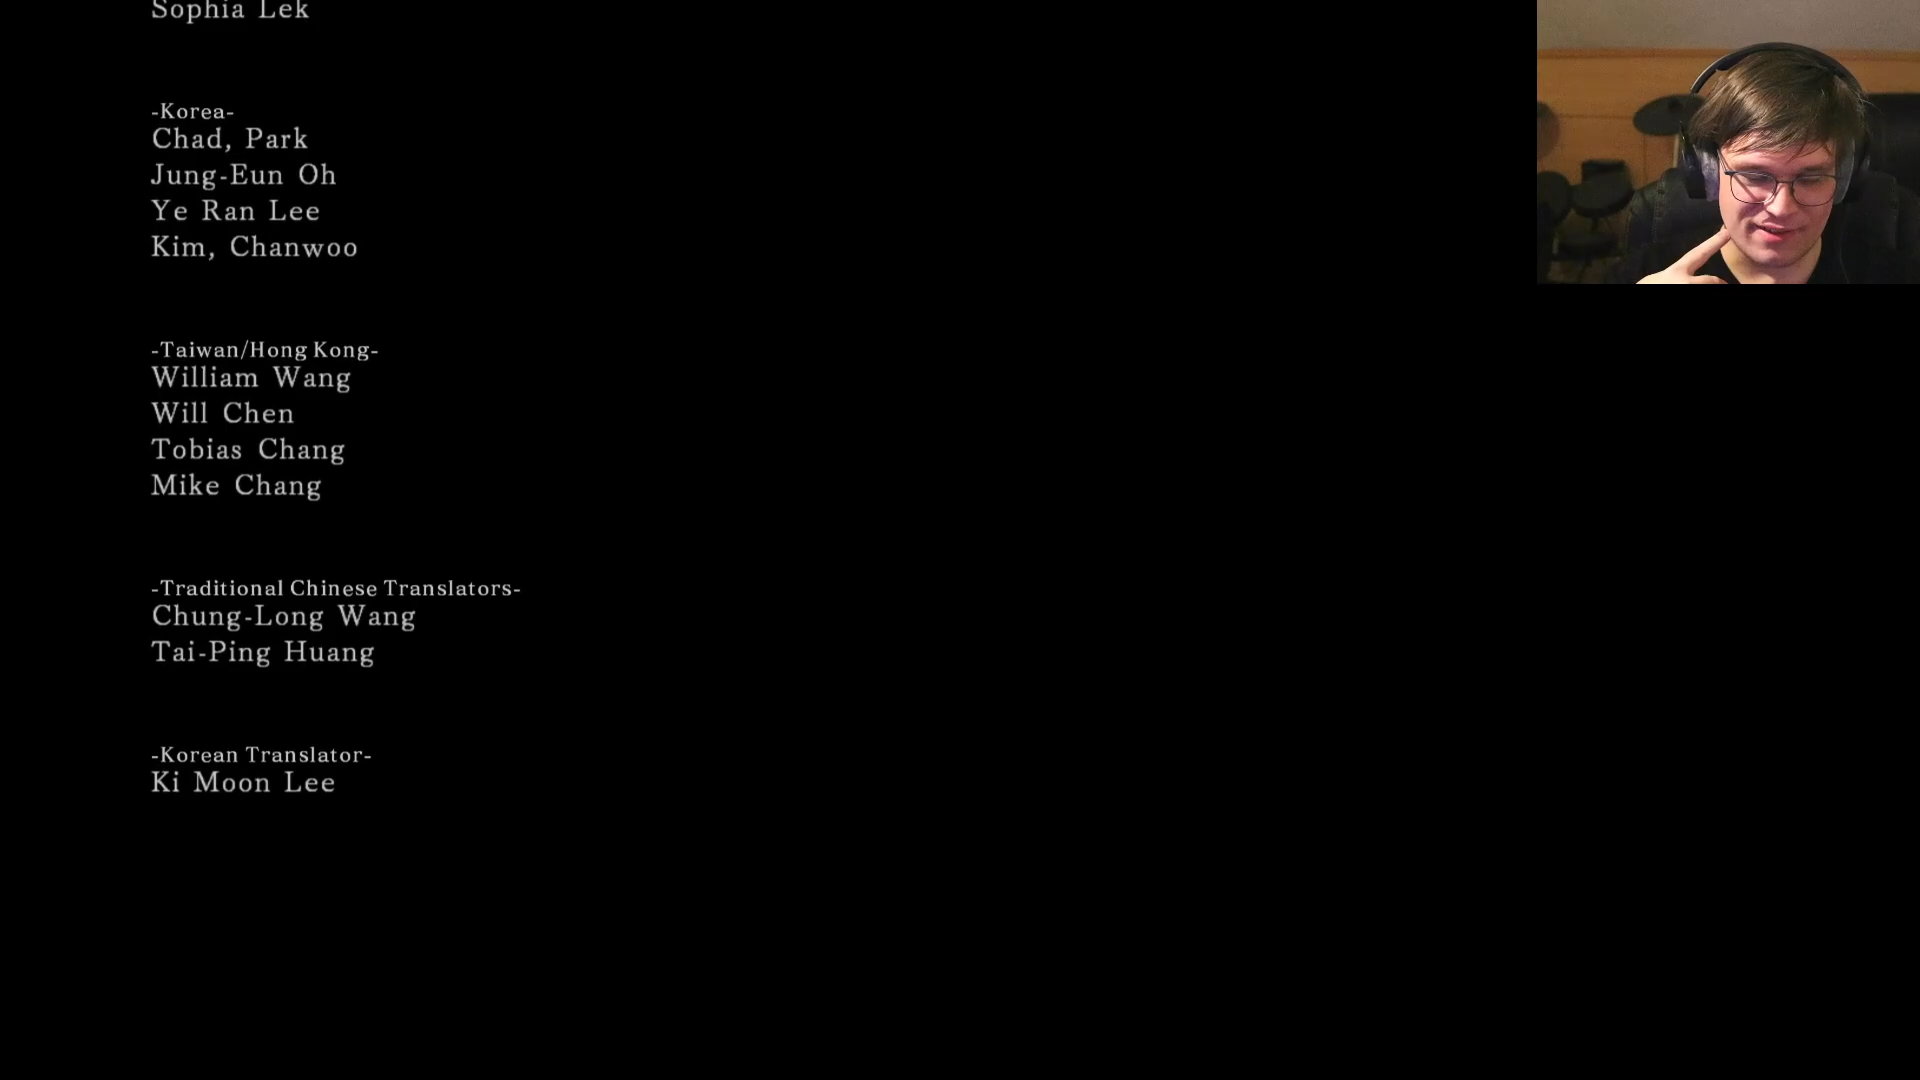 Sophia Lek
-Korea-
Chad, Park
Jung-Eun Oh
Ye Ran Lee
Kim, Chanwoo
-Taiwan/Hong Kong-
William Wang
Will Chen
Tobias Chang
Mike Chang
-Traditional Chinese Translators-
Chung-Long Wang
Tai-Ping Huang
-Korean Translator-
Ki Moon Lee